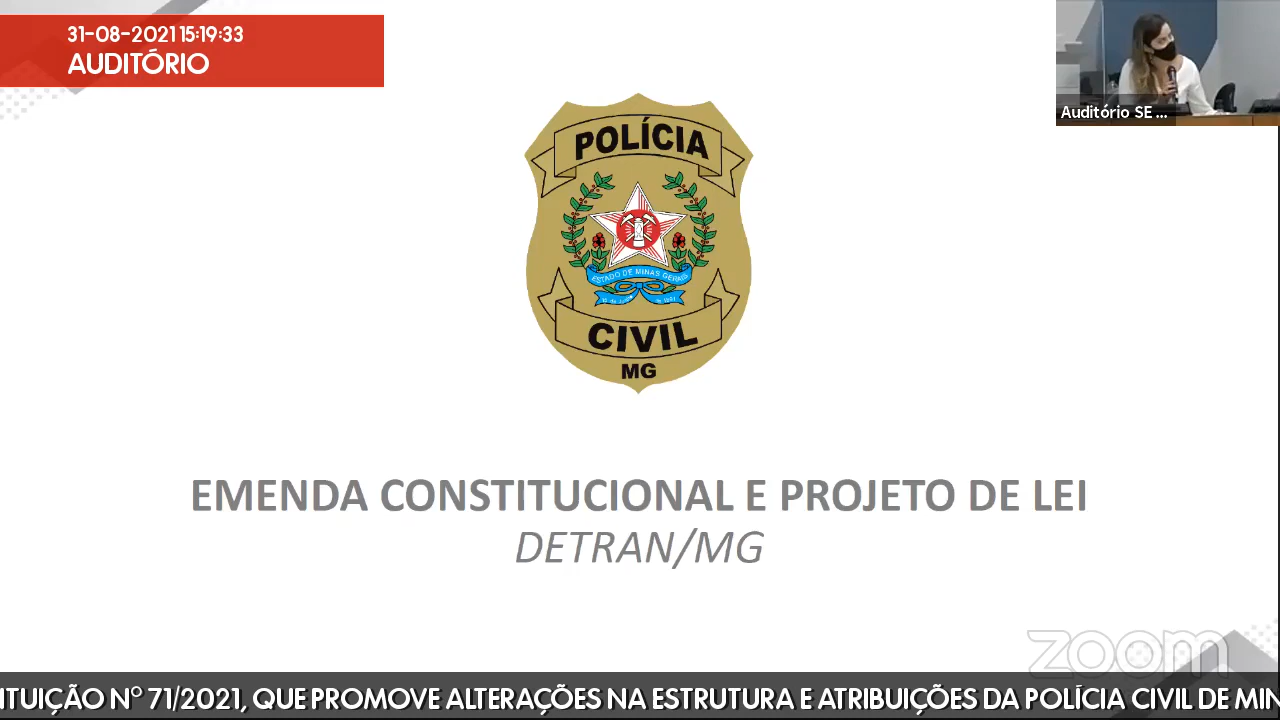 31-08-2021 15:19:33
AUDITÓRIO
Auditório SE ...
POLÍCIA
ESTADO DE MINAS GERAIS
CIVIL
MG
EMENDA CONSTITUCIONAL E PROJETO DE LEI
DETRAN/MG
zoom
ITUIÇÃO Nº 71/2021, QUE PROMOVE ALTERAÇÕES NA ESTRUTURA E ATRIBUIÇÕES DA POLÍCIA CIVIL DE MIN